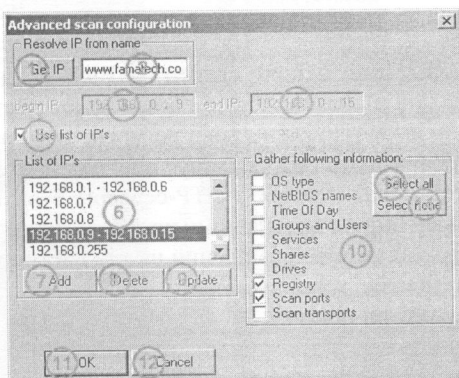 Advanced scan configuration
Resolve IP from name
Get IP
www.famatech.co
begin IP
end IP:
Use list of IP's
List of IP's
192.168.0.1 - 192.168.0.6
192.168.0.7
192.168.0.8
192.168.0.9 - 192.168.0.15
192.168.0.255
6
7 Add
Delete
Update
Gather following information:
OS type
NetBIOS names
Time Of Day
Groups and Users
Services
Shares
Drives
Registry
Scan ports
Scan transports
10
Select all
Select none
11 OK
12 Cancel